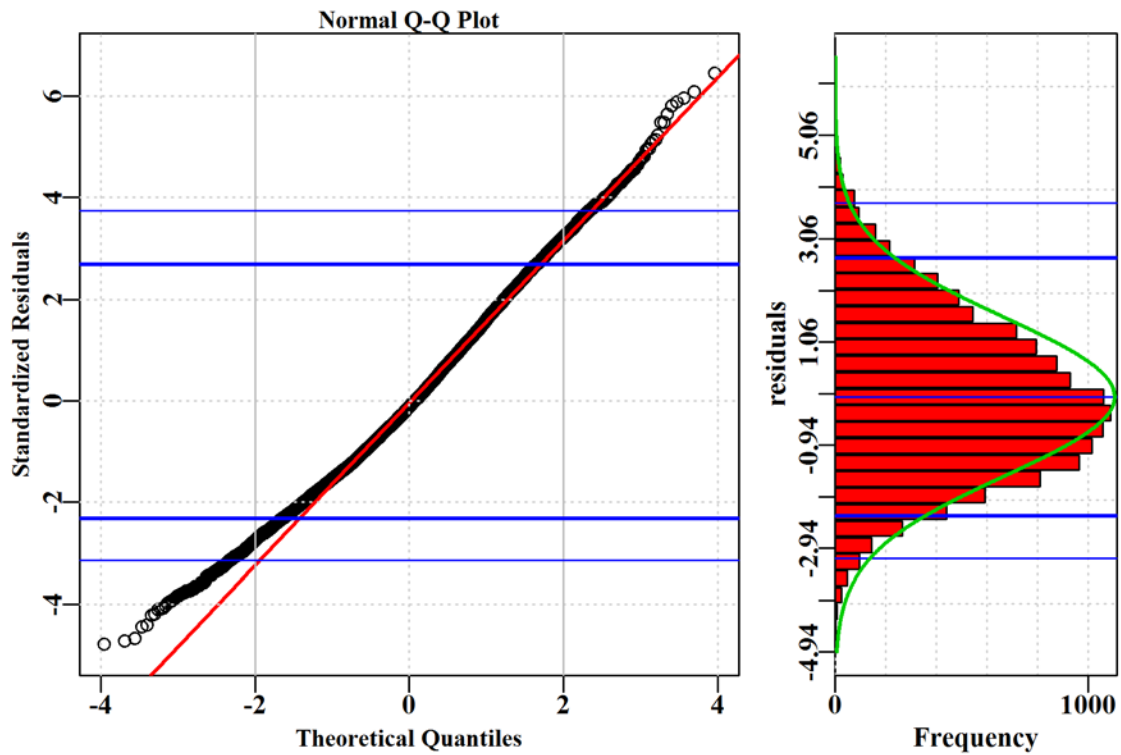 Normal Q-Q Plot
Standardized Residuals
6
4
2
0
-2
-4
-4 -2 0 2 4
Theoretical Quantiles
residuals
5.06
3.06
1.06
-0.94
-2.94
-4.94
0 1000
Frequency